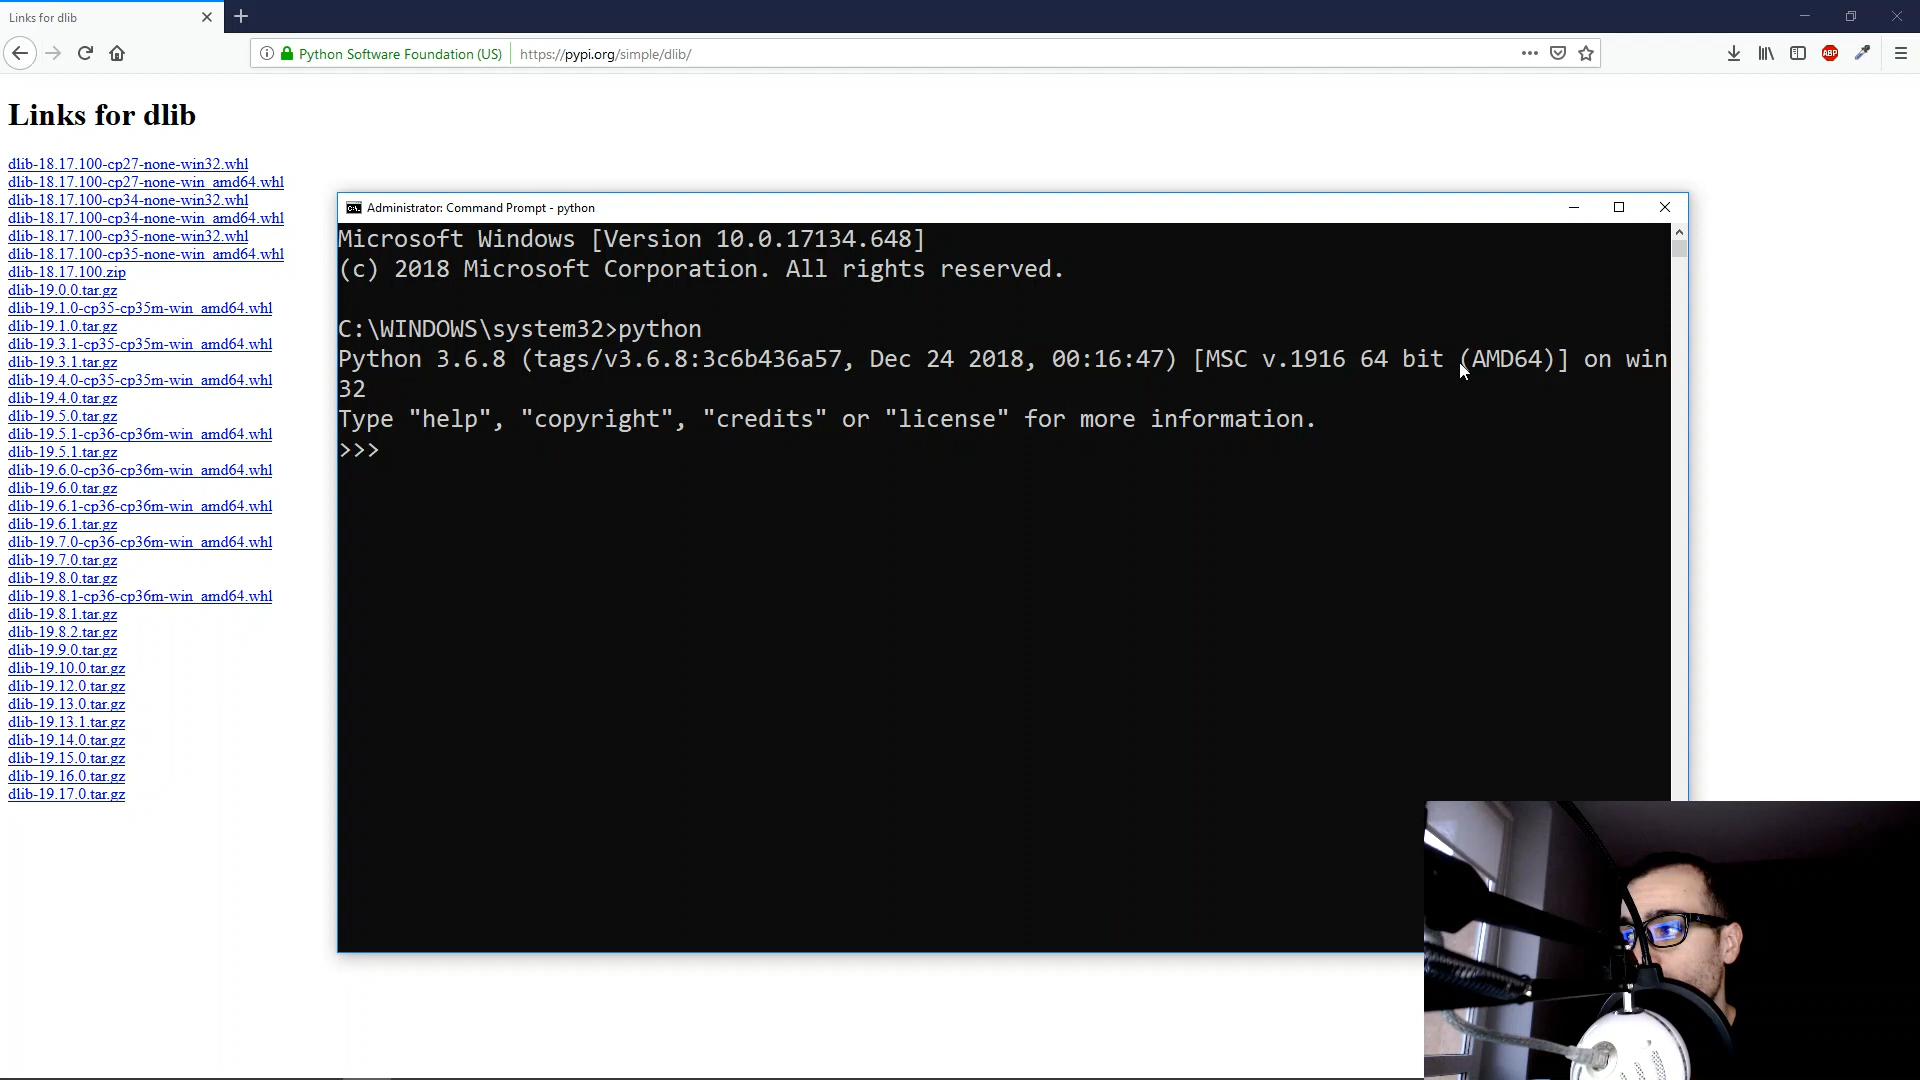 Links for dlib
Python Software Foundation (US)
https://pypi.org/simple/dlib/
ABP
Links for dlib
dlib-18.17.100-cp27-none-win32.whl
dlib-18.17.100-cp27-none-win_amd64.whl
dlib-18.17.100-cp34-none-win32.whl
dlib-18.17.100-cp34-none-win_amd64.whl
dlib-18.17.100-cp35-none-win32.whl
dlib-18.17.100-cp35-none-win_amd64.whl
dlib-18.17.100.zip
dlib-19.0.0.tar.gz
dlib-19.1.0-cp35-cp35m-win_amd64.whl
dlib-19.1.0.tar.gz
dlib-19.3.1-cp35-cp35m-win_amd64.whl
dlib-19.3.1.tar.gz
dlib-19.4.0-cp35-cp35m-win_amd64.whl
dlib-19.4.0.tar.gz
dlib-19.5.0.tar.gz
dlib-19.5.1-cp36-cp36m-win_amd64.whl
dlib-19.5.1.tar.gz
dlib-19.6.0-cp36-cp36m-win_amd64.whl
dlib-19.6.0.tar.gz
dlib-19.6.1-cp36-cp36m-win_amd64.whl
dlib-19.6.1.tar.gz
dlib-19.7.0-cp36-cp36m-win_amd64.whl
dlib-19.7.0.tar.gz
dlib-19.8.0.tar.gz
dlib-19.8.1-cp36-cp36m-win_amd64.whl
dlib-19.8.1.tar.gz
dlib-19.8.2.tar.gz
dlib-19.9.0.tar.gz
dlib-19.10.0.tar.gz
dlib-19.12.0.tar.gz
dlib-19.13.0.tar.gz
dlib-19.13.1.tar.gz
dlib-19.14.0.tar.gz
dlib-19.15.0.tar.gz
dlib-19.16.0.tar.gz
dlib-19.17.0.tar.gz
Administrator: Command Prompt - python
Microsoft Windows [Version 10.0.17134.648]
(c) 2018 Microsoft Corporation. All rights reserved.
C:\WINDOWS\system32>python
Python 3.6.8 (tags/v3.6.8:3c6b436a57, Dec 24 2018, 00:16:47) [MSC v.1916 64 bit (AMD64)] on win
32
Type "help", "copyright", "credits" or "license" for more information.
>>>